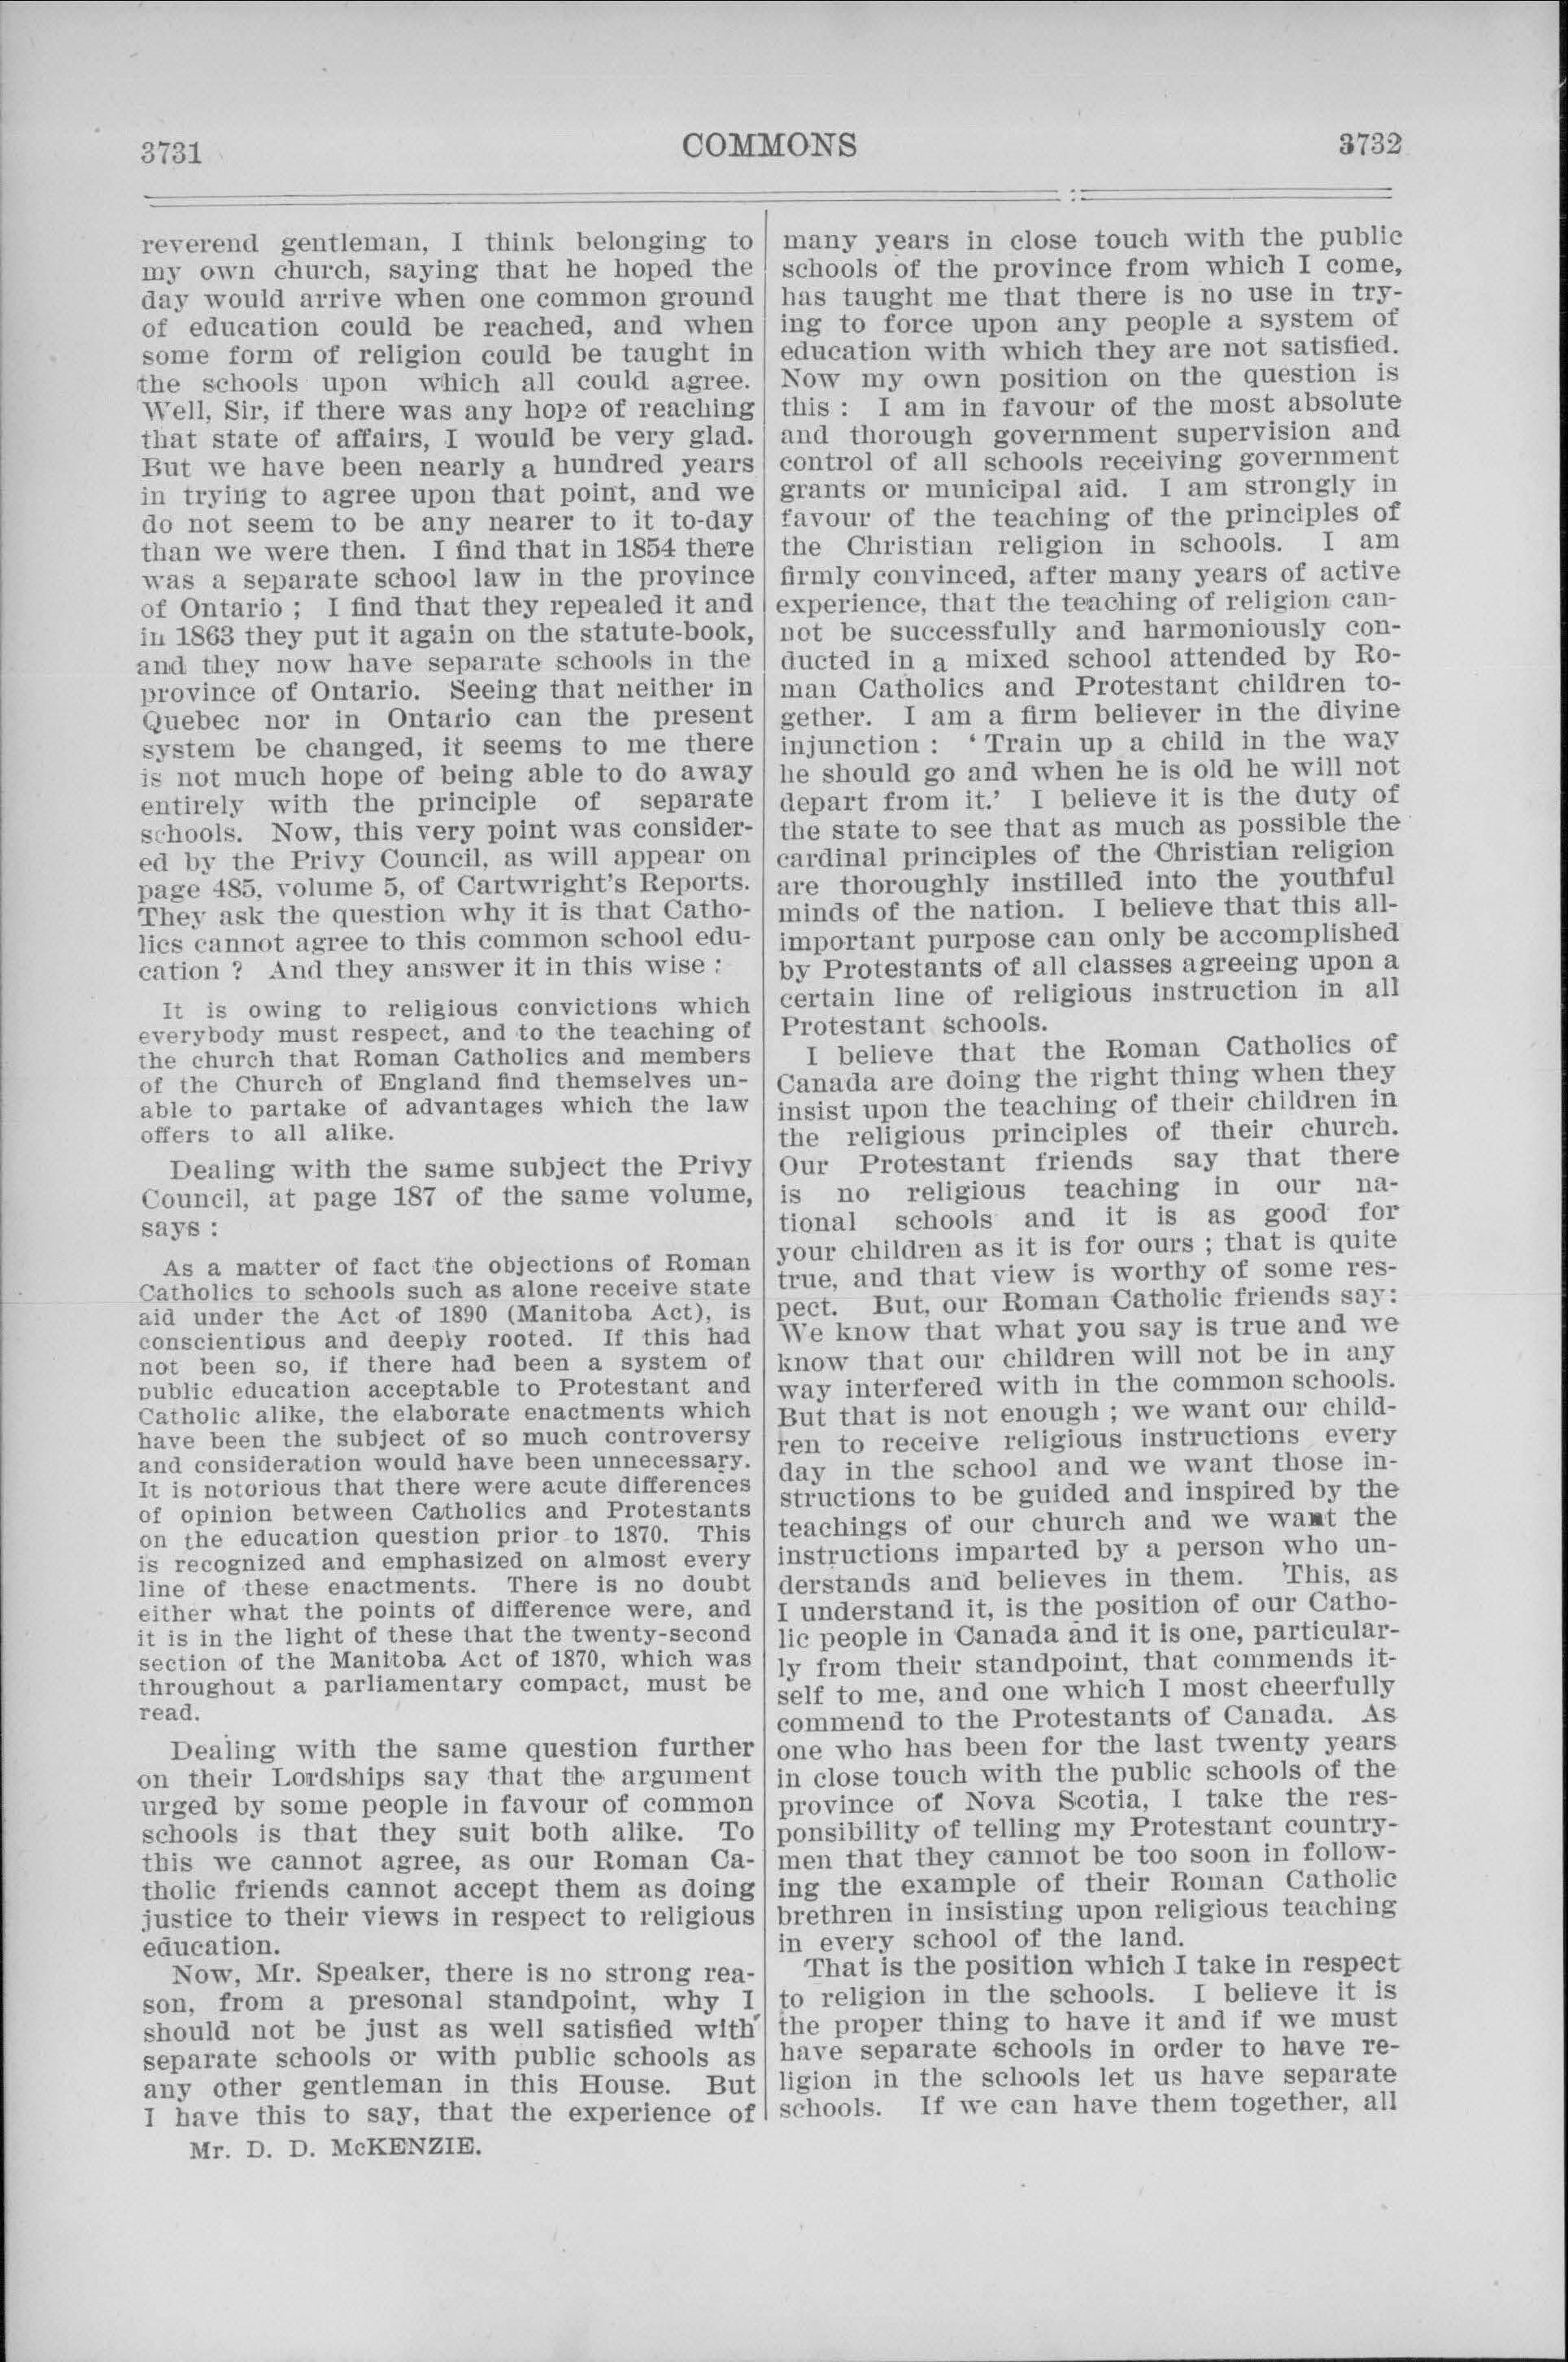 3731
COMMONS
3732
reverend gentleman, I think belonging to
my own church, saying that he hoped the
day would arrive when one common ground
of education could be reached, and when
some form of religion could be taught in
the schools upon which all could agree.
Well, Sir, if there was any hope of reaching
that state of affairs, I would be very glad.
But we have been nearly a hundred years
in trying to agree upon that point, and we
do not seem to be any nearer to it to-day
than we were then. I find that in 1854 there
was a separate school law in the province
of Ontario ; I find that they repealed it and
in 1863 they put it again on the statute-book,
and they now have separate schools in the
province of Ontario. Seeing that neither in
Quebec nor in Ontario can the present
system be changed, it seems to me there
is not much hope of being able to do away
entirely with the principle of separate
schools. Now, this very point was consider-
ed by the Privy Council, as will appear on
page 485, volume 5, of Cartwright's Reports.
They ask the question why it is that Catho-
lics cannot agree to this common school edu-
cation ? And they answer it in this wise :
It is owing to religious convictions which
everybody must respect, and to the teaching of
the church that Roman Catholics and members
of the Church of England find themselves un-
able to partake of advantages which the law
offers to all alike.
Dealing with the same subject the Privy
Council, at page 187 of the same volume,
says :
As a matter of fact the objections of Roman
Catholics to schools such as alone receive state
aid under the Act of 1890 (Manitoba Act), is
conscientious and deeply rooted. If this had
not been so, if there had been a system of
public education acceptable to Protestant and
Catholic alike, the elaborate enactments which
have been the subject of so much controversy
and consideration would have been unnecessary.
It is notorious that there were acute differences
of opinion between Catholics and Protestants
on the education question prior to 1870. This
is recognized and emphasized on almost every
line of these enactments. There is no doubt
either what the points of difference were, and
it is in the light of these that the twenty-second
section of the Manitoba Act of 1870, which was
throughout a parliamentary compact, must be
read.
Dealing with the same question further
on their Lordships say that the argument
urged by some people in favour of common
schools is that they suit both alike. To
this we cannot agree, as our Roman Ca-
tholic friends cannot accept them as doing
justice to their views in respect to religious
education.
Now, Mr. Speaker, there is no strong rea-
son, from a presonal standpoint, why I
should not be just as well satisfied with
separate schools or with public schools as
any other gentleman in this House. But
I have this to say, that the experience of
Mr. D. D. McKENZIE.
many years in close touch with the public
schools of the province from which I come,
has taught me that there is no use in try-
ing to force upon any people a system of
education with which they are not satisfied.
Now my own position on the question is
this : I am in favour of the most absolute
and thorough government supervision and
control of all schools receiving government
grants or municipal aid. I am strongly in
favour of the teaching of the principles of
the Christian religion in schools. I am
firmly convinced, after many years of active
experience, that the teaching of religion can-
not be successfully and harmoniously con-
ducted in a mixed school attended by Ro-
man Catholics and Protestant children to-
gether. I am a firm believer in the divine
injunction : ‘ Train up a child in the way
he should go and when he is old he will not
depart from it.’ I believe it is the duty of
the state to see that as much as possible the
cardinal principles of the Christian religion
are thoroughly instilled into the youthful
minds of the nation. I believe that this all-
important purpose can only be accomplished
by Protestants of all classes agreeing upon a
certain line of religious instruction in all
Protestant schools.
I believe that the Roman Catholics of
Canada are doing the right thing when they
insist upon the teaching of their children in
the religious principles of their church.
Our Protestant friends say that there
is no religious teaching in our na-
tional schools and it is as good for
your children as it is for ours ; that is quite
true, and that view is worthy of some res-
pect. But, our Roman Catholic friends say:
We know that what you say is true and we
know that our children will not be in any
way interfered with in the common schools.
But that is not enough ; we want our child-
ren to receive religious instructions every
day in the school and we want those in-
structions to be guided and inspired by the
teachings of our church and we want the
instructions imparted by a person who un-
derstands and believes in them. This, as
I understand it, is the position of our Catho-
lic people in Canada and it is one, particular-
ly from their standpoint, that commends it-
self to me, and one which I most cheerfully
commend to the Protestants of Canada. As
one who has been for the last twenty years
in close touch with the public schools of the
province of Nova Scotia, I take the res-
ponsibility of telling my Protestant country-
men that they cannot be too soon in follow-
ing the example of their Roman Catholic
brethren in insisting upon religious teaching
in every school of the land.
That is the position which I take in respect
to religion in the schools. I believe it is
the proper thing to have it and if we must
have separate schools in order to have re-
ligion in the schools let us have separate
schools. If we can have them together, all